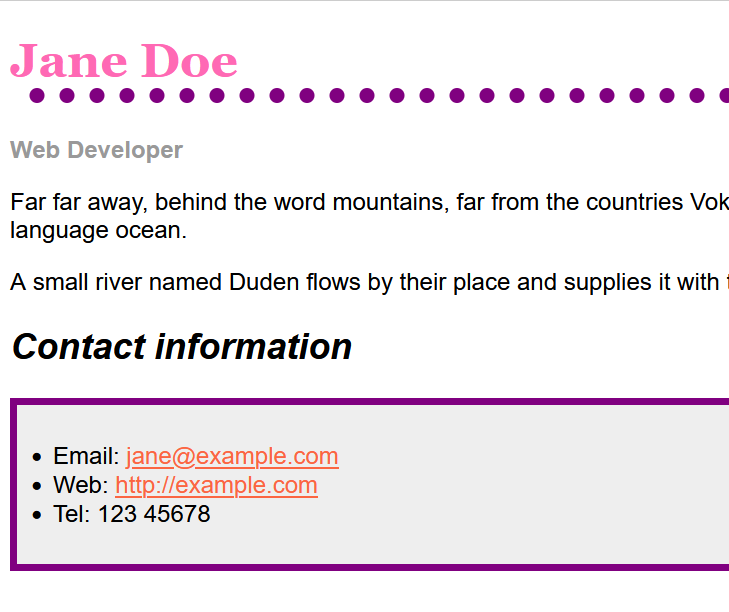 Jane Doe
Web Developer
Far far away, behind the word mountains, far from the countries Vok
language ocean.
A small river named Duden flows by their place and supplies it with
Contact information
Email: jane@example.com
Web: http://example.com
Tel: 123 45678